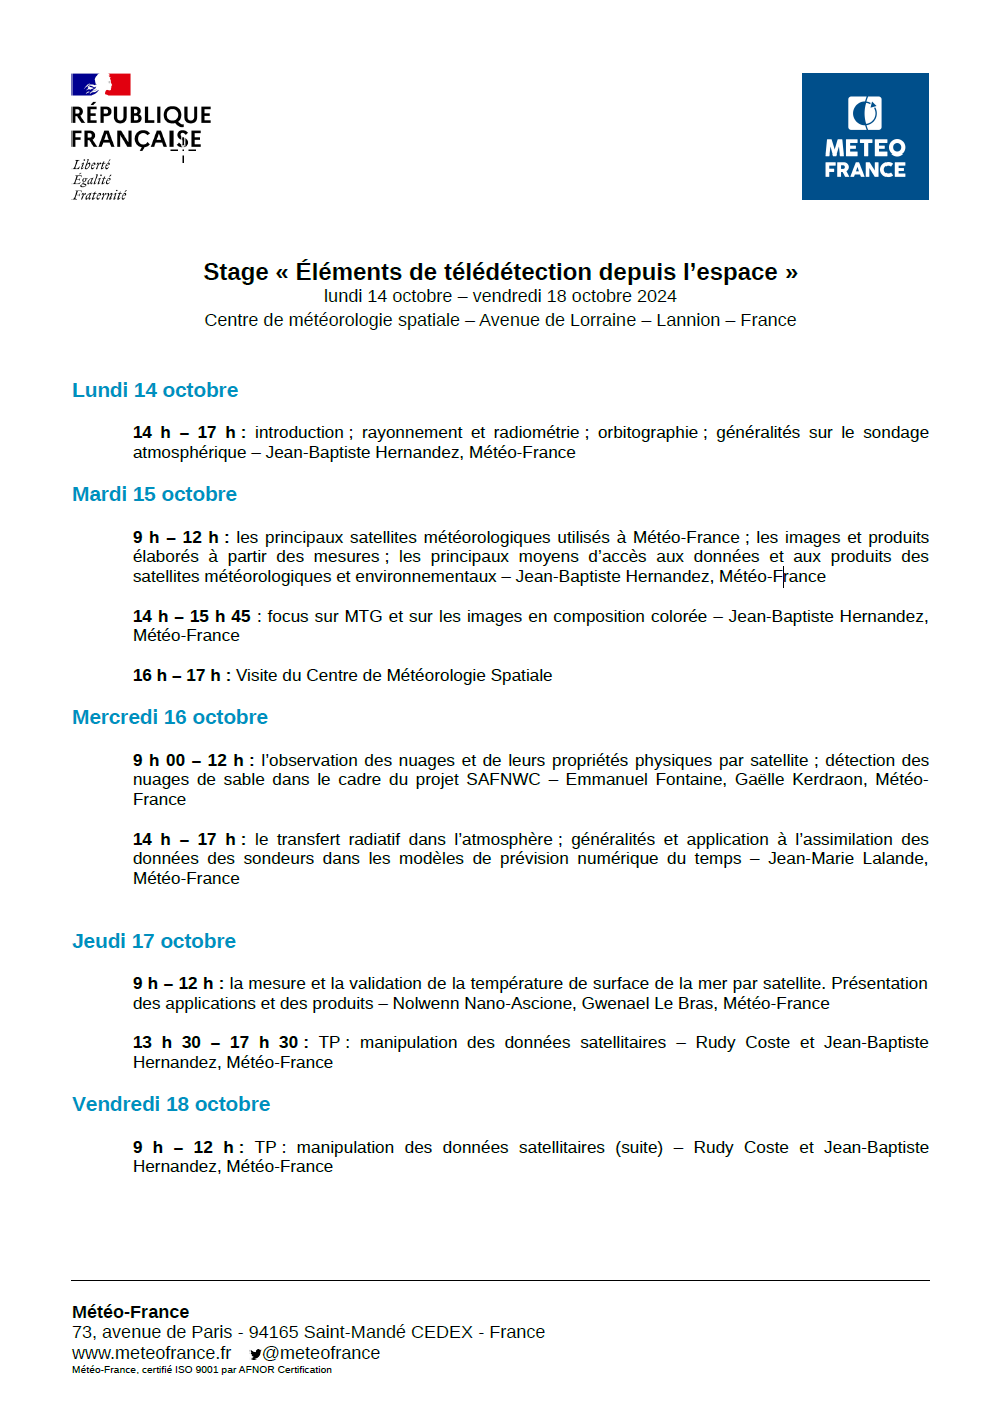 RÉPUBLIQUE
FRANÇAISE
Liberté
Égalité
Fraternité
METEO
FRANCE
Stage « Éléments de télédétection depuis l’espace »
lundi 14 octobre – vendredi 18 octobre 2024
Centre de météorologie spatiale – Avenue de Lorraine – Lannion – France
Lundi 14 octobre
14 h – 17 h : introduction ; rayonnement et radiométrie ; orbitographie ; généralités sur le sondage
atmosphérique – Jean-Baptiste Hernandez, Météo-France
Mardi 15 octobre
9 h – 12 h : les principaux satellites météorologiques utilisés à Météo-France ; les images et produits
élaborés à partir des mesures ; les principaux moyens d’accès aux données et aux produits des
satellites météorologiques et environnementaux – Jean-Baptiste Hernandez, Météo-France
14 h – 15 h 45 : focus sur MTG et sur les images en composition colorée – Jean-Baptiste Hernandez,
Météo-France
16 h – 17 h : Visite du Centre de Météorologie Spatiale
Mercredi 16 octobre
9 h 00 – 12 h : l’observation des nuages et de leurs propriétés physiques par satellite ; détection des
nuages de sable dans le cadre du projet SAFNWC – Emmanuel Fontaine, Gaëlle Kerdraon, Météo-
France
14 h – 17 h : le transfert radiatif dans l’atmosphère ; généralités et application à l’assimilation des
données des sondeurs dans les modèles de prévision numérique du temps – Jean-Marie Lalande,
Météo-France
Jeudi 17 octobre
9 h – 12 h : la mesure et la validation de la température de surface de la mer par satellite. Présentation
des applications et des produits – Nolwenn Nano-Ascione, Gwenael Le Bras, Météo-France
13 h 30 – 17 h 30 : TP : manipulation des données satellitaires – Rudy Coste et Jean-Baptiste
Hernandez, Météo-France
Vendredi 18 octobre
9 h – 12 h : TP : manipulation des données satellitaires (suite) – Rudy Coste et Jean-Baptiste
Hernandez, Météo-France
Météo-France
73, avenue de Paris - 94165 Saint-Mandé CEDEX - France
www.meteofrance.fr @meteofrance
Météo-France, certifié ISO 9001 par AFNOR Certification